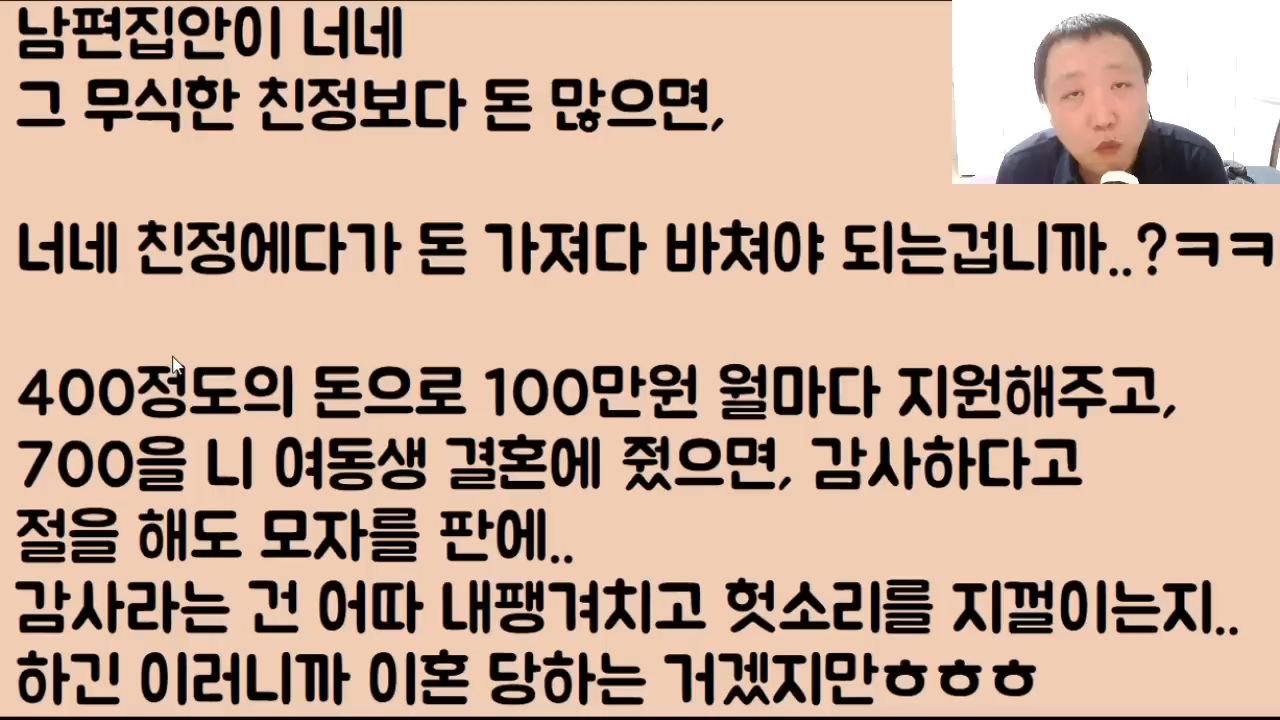 남편집안이 너네
그 무식한 친정보다 돈 많으면,
너네 친정에다가 돈 가져다 바쳐야 되는겁니까..?ㅋㅋ
400정도의 돈으로 100만원 월마다 지원해주고,
700을 니 여동생 결혼에 줬으면, 감사하다고
절을 해도 모자를 판에..
감사라는 건 어따 내팽겨치고 헛소리를 지껄이는지..
하긴 이러니까 이혼 당하는 거겠지만ㅎㅎㅎ